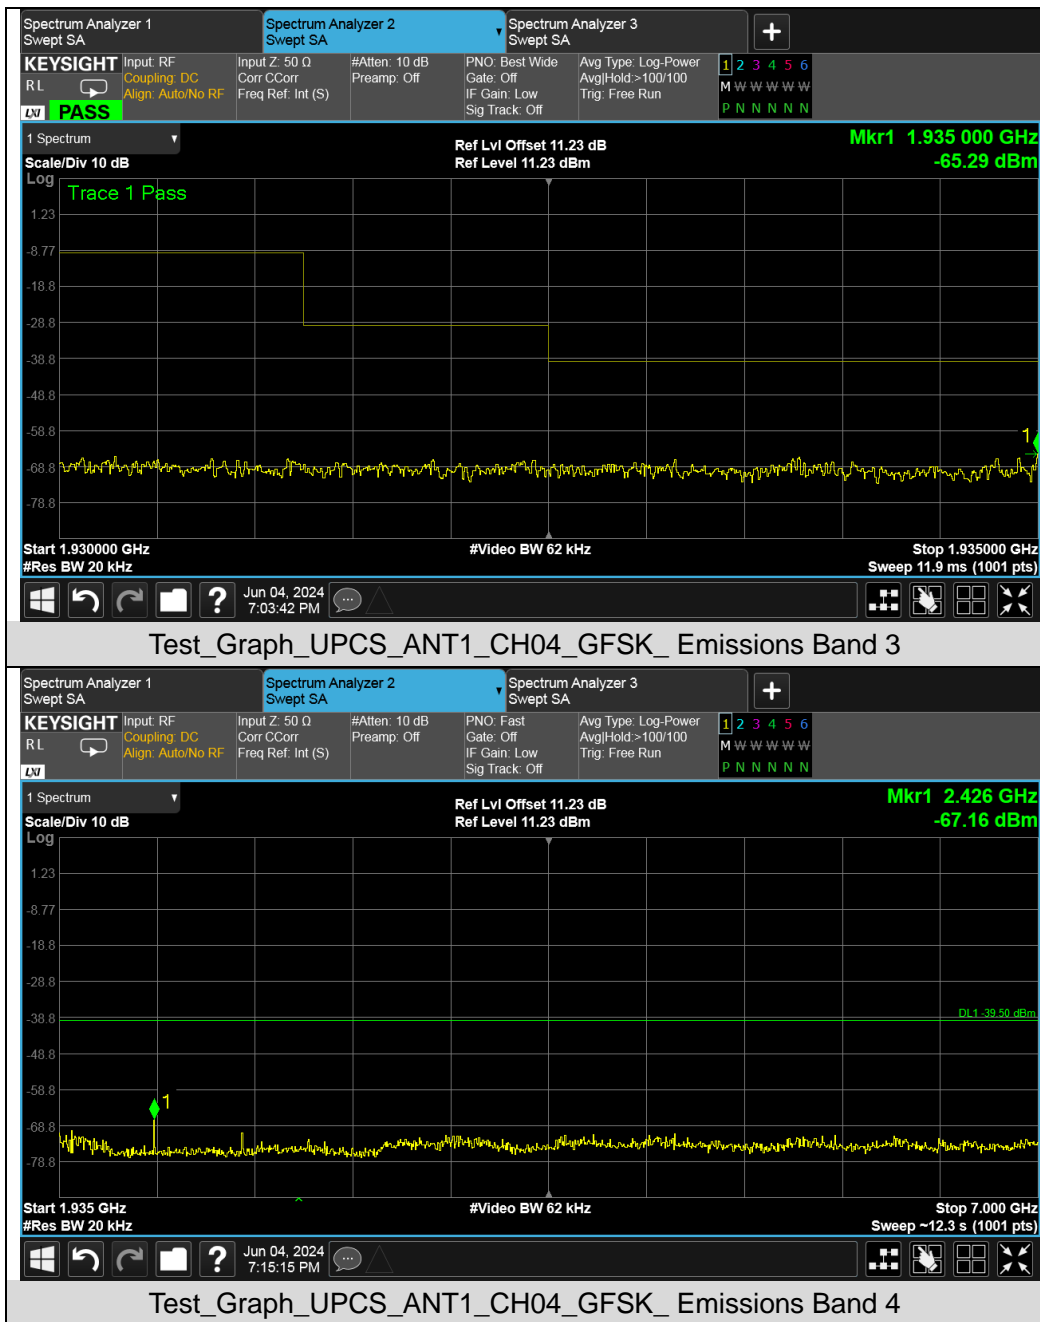 Spectrum Analyzer 1
Swept SA
Spectrum Analyzer 2
Swept SA
Spectrum Analyzer 3
Swept SA
KEYSIGHT
RL
LXI
PASS
Input: RF
Coupling: DC
Align: Auto/No RF
Input Z: 50 Ω
Corr CCorr
Freq Ref: Int (S)
#Atten: 10 dB
Preamp: Off
PNO: Best Wide
Gate: Off
IF Gain: Low
Sig Track: Off
Avg Type: Log-Power
Avg|Hold:>100/100
Trig: Free Run
1 2 3 4 5 6
M W W W W W
P N N N N N
1 Spectrum
Scale/Div 10 dB
Log
Ref Lvl Offset 11.23 dB
Ref Level 11.23 dBm
Mkr1 1.935 000 GHz
-65.29 dBm
Trace 1 Pass
1.23
-8.77
-18.8
-28.8
-38.8
-48.8
-58.8
-68.8
-78.8
1
Start 1.930000 GHz
#Res BW 20 kHz
#Video BW 62 kHz
Stop 1.935000 GHz
Sweep 11.9 ms (1001 pts)
Jun 04, 2024
7:03:42 PM
Test_Graph_UPCS_ANT1_CH04_GFSK_ Emissions Band 3
Spectrum Analyzer 1
Swept SA
Spectrum Analyzer 2
Swept SA
Spectrum Analyzer 3
Swept SA
KEYSIGHT
RL
LXI
Input: RF
Coupling: DC
Align: Auto/No RF
Input Z: 50 Ω
Corr CCorr
Freq Ref: Int (S)
#Atten: 10 dB
Preamp: Off
PNO: Fast
Gate: Off
IF Gain: Low
Sig Track: Off
Avg Type: Log-Power
Avg|Hold:>100/100
Trig: Free Run
1 2 3 4 5 6
M W W W W W
P N N N N N
1 Spectrum
Scale/Div 10 dB
Log
Ref Lvl Offset 11.23 dB
Ref Level 11.23 dBm
Mkr1 2.426 GHz
-67.16 dBm
1.23
-8.77
-18.8
-28.8
-38.8
-48.8
-58.8
-68.8
-78.8
DL1 -39.50 dBm
1
Start 1.935 GHz
#Res BW 20 kHz
#Video BW 62 kHz
Stop 7.000 GHz
Sweep ~12.3 s (1001 pts)
Jun 04, 2024
7:15:15 PM
Test_Graph_UPCS_ANT1_CH04_GFSK_ Emissions Band 4